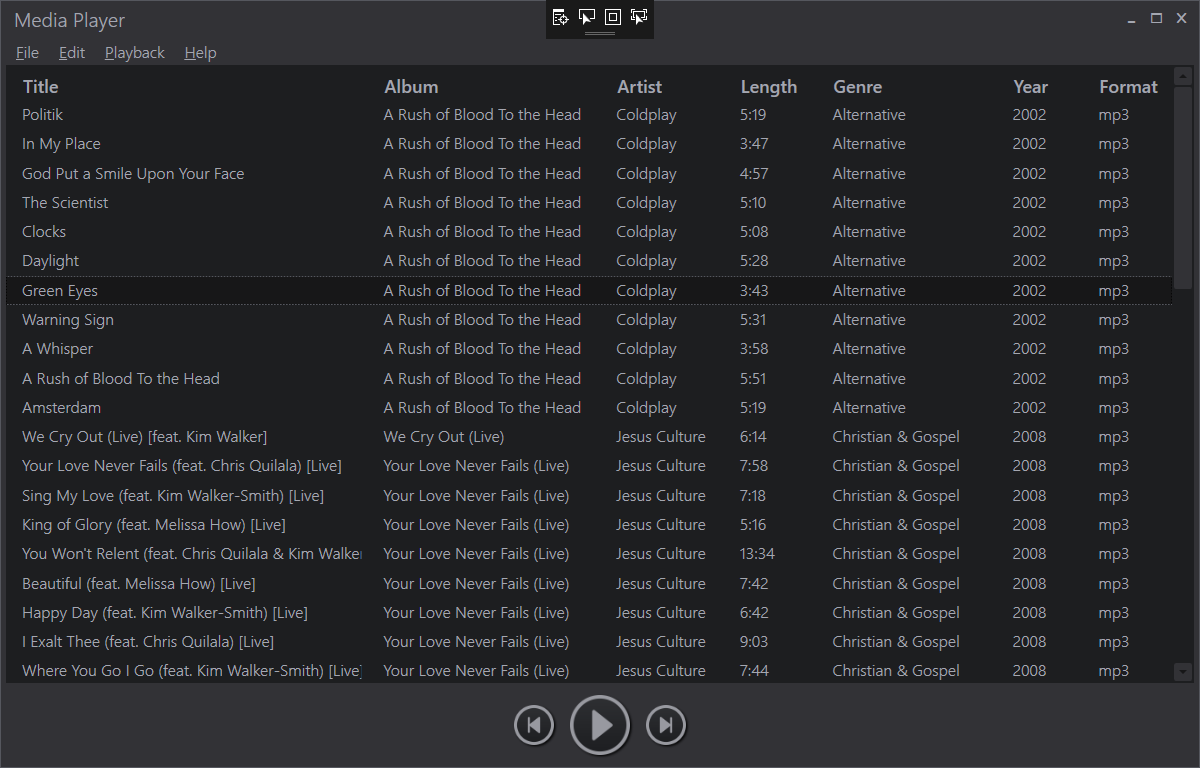 Media Player
File Edit Playback Help
Title Album Artist Length Genre Year Format
Politik A Rush of Blood To the Head Coldplay 5:19 Alternative 2002 mp3
In My Place A Rush of Blood To the Head Coldplay 3:47 Alternative 2002 mp3
God Put a Smile Upon Your Face A Rush of Blood To the Head Coldplay 4:57 Alternative 2002 mp3
The Scientist A Rush of Blood To the Head Coldplay 5:10 Alternative 2002 mp3
Clocks A Rush of Blood To the Head Coldplay 5:08 Alternative 2002 mp3
Daylight A Rush of Blood To the Head Coldplay 5:28 Alternative 2002 mp3
Green Eyes A Rush of Blood To the Head Coldplay 3:43 Alternative 2002 mp3
Warning Sign A Rush of Blood To the Head Coldplay 5:31 Alternative 2002 mp3
A Whisper A Rush of Blood To the Head Coldplay 3:58 Alternative 2002 mp3
A Rush of Blood To the Head A Rush of Blood To the Head Coldplay 5:51 Alternative 2002 mp3
Amsterdam A Rush of Blood To the Head Coldplay 5:19 Alternative 2002 mp3
We Cry Out (Live) [feat. Kim Walker] We Cry Out (Live) Jesus Culture 6:14 Christian & Gospel 2008 mp3
Your Love Never Fails (feat. Chris Quilala) [Live] Your Love Never Fails (Live) Jesus Culture 7:58 Christian & Gospel 2008 mp3
Sing My Love (feat. Kim Walker-Smith) [Live] Your Love Never Fails (Live) Jesus Culture 7:18 Christian & Gospel 2008 mp3
King of Glory (feat. Melissa How) [Live] Your Love Never Fails (Live) Jesus Culture 5:16 Christian & Gospel 2008 mp3
You Won't Relent (feat. Chris Quilala & Kim Walker Your Love Never Fails (Live) Jesus Culture 13:34 Christian & Gospel 2008 mp3
Beautiful (feat. Melissa How) [Live] Your Love Never Fails (Live) Jesus Culture 7:42 Christian & Gospel 2008 mp3
Happy Day (feat. Kim Walker-Smith) [Live] Your Love Never Fails (Live) Jesus Culture 6:42 Christian & Gospel 2008 mp3
I Exalt Thee (feat. Chris Quilala) [Live] Your Love Never Fails (Live) Jesus Culture 9:03 Christian & Gospel 2008 mp3
Where You Go I Go (feat. Kim Walker-Smith) [Live] Your Love Never Fails (Live) Jesus Culture 7:44 Christian & Gospel 2008 mp3